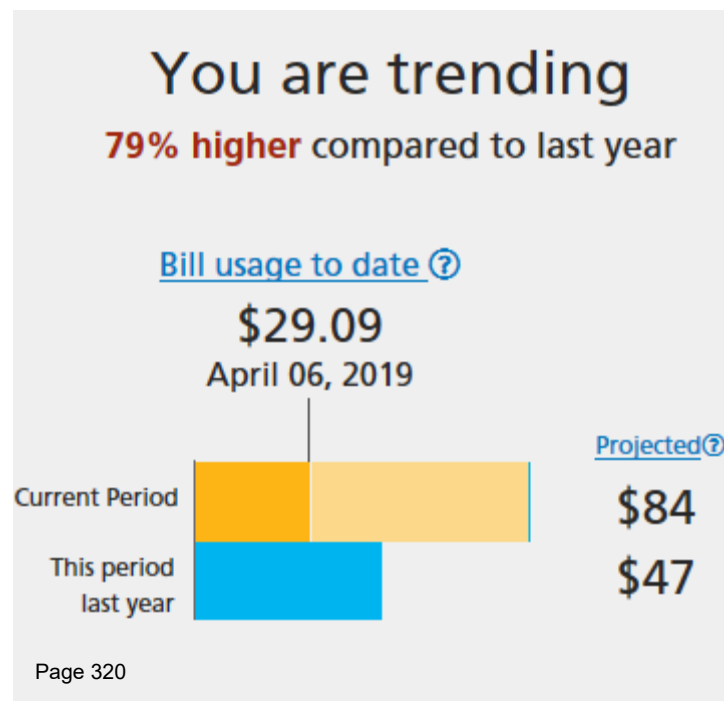 You are trending
79% higher compared to last year
Bill usage to date ?
$29.09
April 06, 2019
Projected ?
Current Period
$84
This period
last year
$47
Page 320